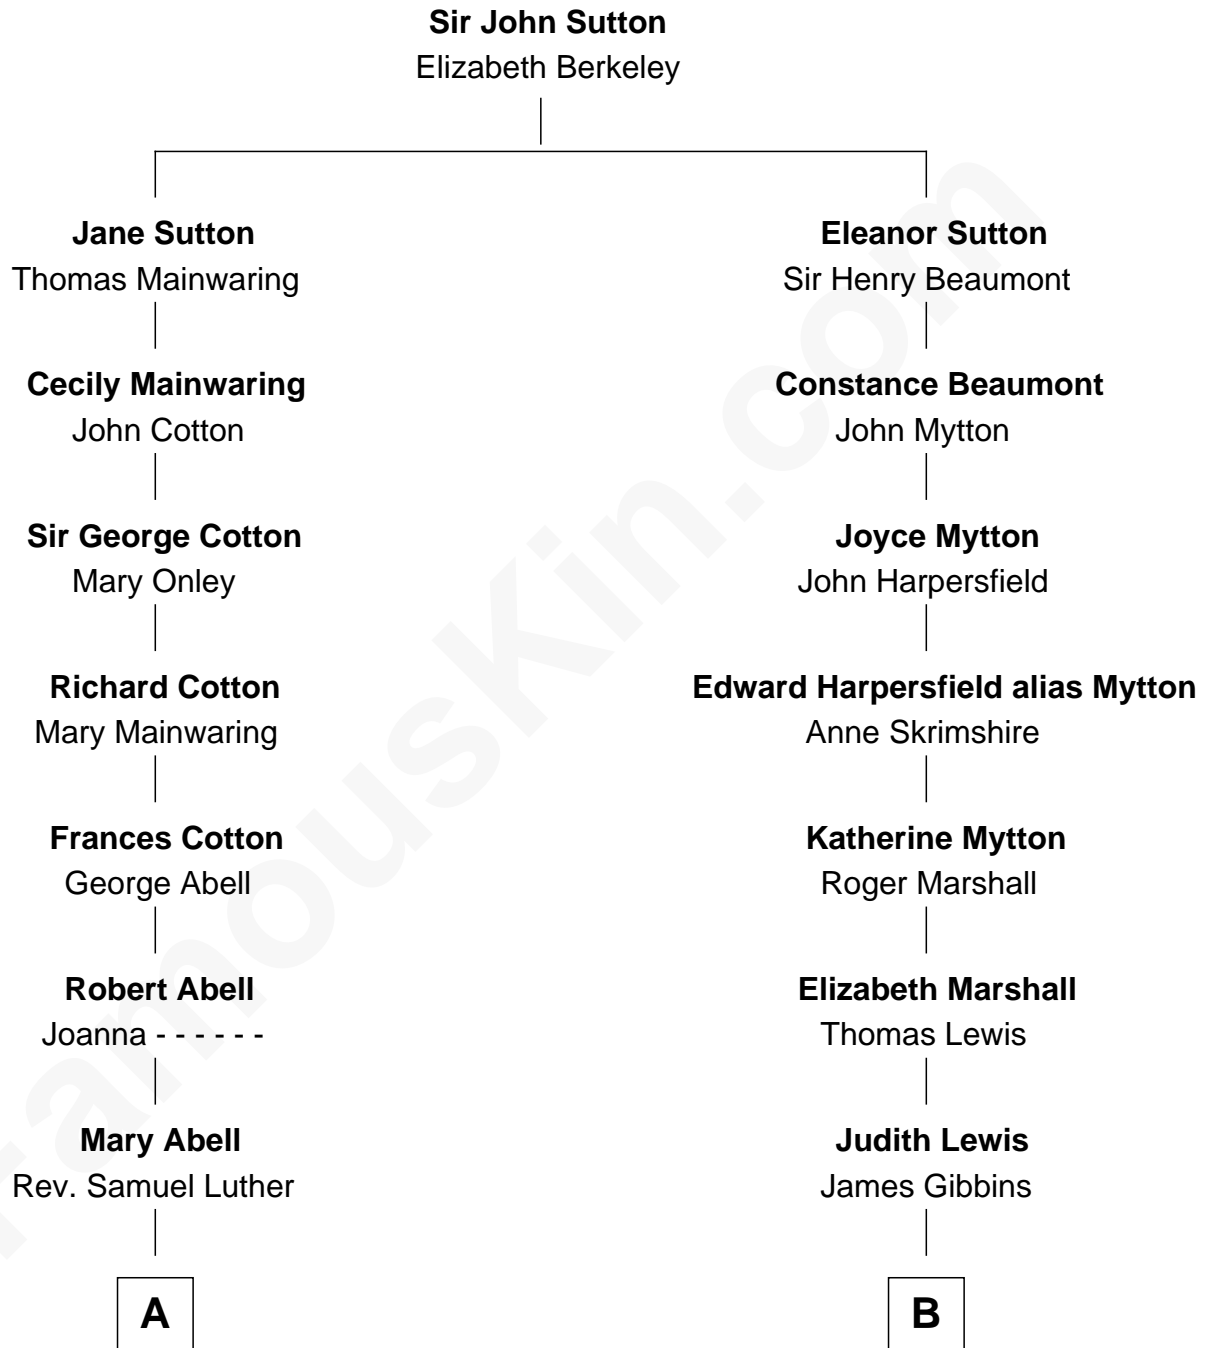 Sir John Sutton
Elizabeth Berkeley
Jane Sutton
Thomas Mainwaring
Eleanor Sutton
Sir Henry Beaumont
Cecily Mainwaring
John Cotton
Constance Beaumont
John Mytton
Sir George Cotton
Mary Onley
Joyce Mytton
John Harpersfield
Richard Cotton
Mary Mainwaring
Edward Harpersfield alias Mytton
Anne Skrimshire
Frances Cotton
George Abell
Katherine Mytton
Roger Marshall
Robert Abell
Joanna - - - - - -
Elizabeth Marshall
Thomas Lewis
Mary Abell
Rev. Samuel Luther
Judith Lewis
James Gibbins
A
B
FamousKin.com